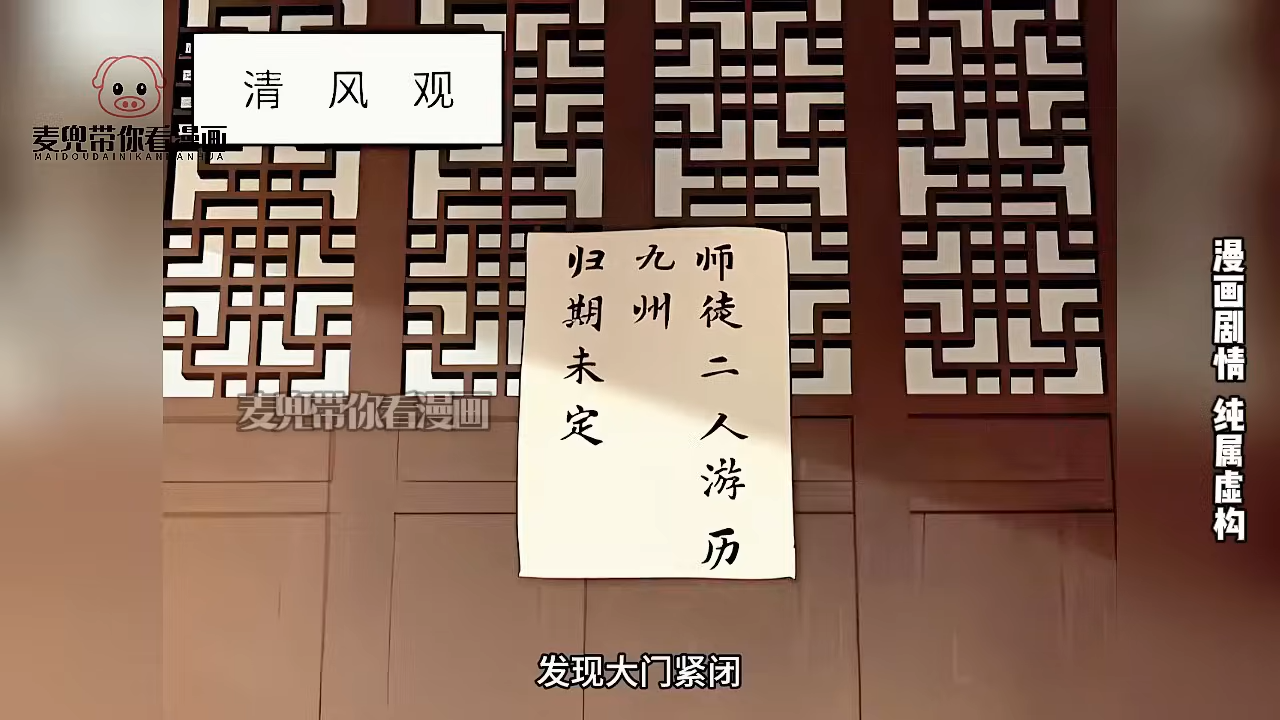 清风观
麦兜带你看漫画
MAIDOUDAINIKANMANHUA
师徒二人游历
九州
归期未定
麦兜带你看漫画
漫画剧情 纯属虚构
发现大门紧闭